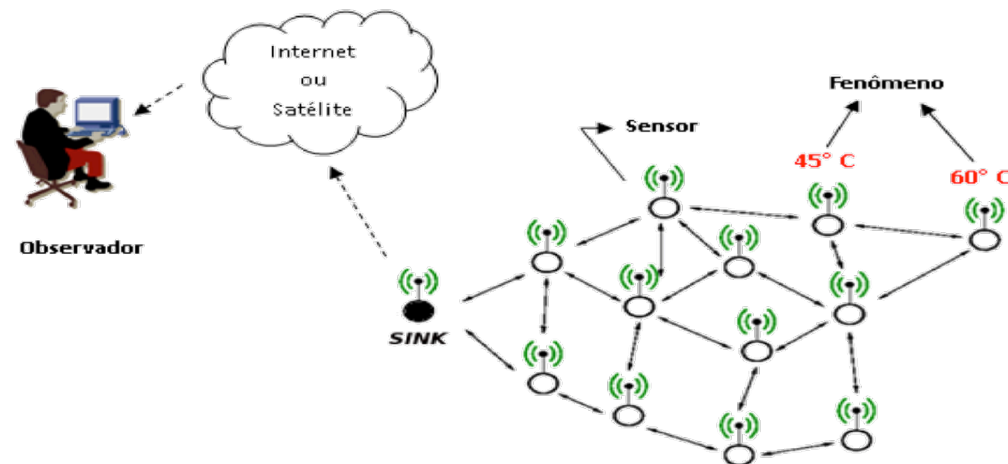 Internet
ou
Satélite
Fenômeno
Sensor
45° C
60° C
Observador
SINK